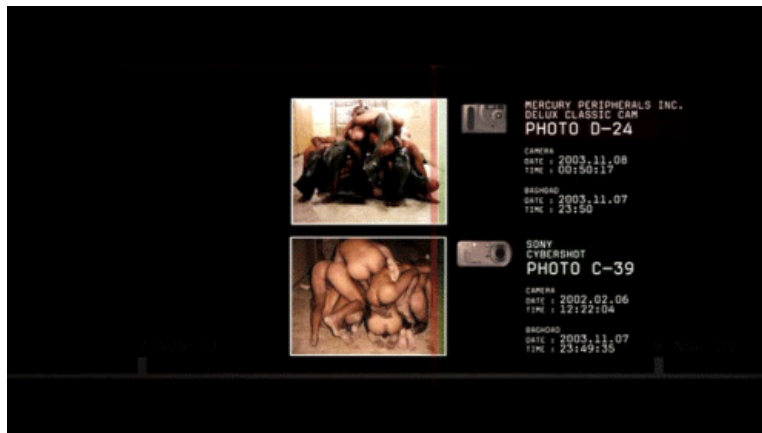 MERCURY PERIPHERALS INC.
DELUX CLASSIC CAM
PHOTO D-24
CAMERA
DATE : 2003.11.08
TIME : 00:50:17
BAGHDAD
DATE : 2003.11.07
TIME : 23:50
SONY
CYBERSHOT
PHOTO C-39
CAMERA
DATE : 2002.02.06
TIME : 12:22:04
BAGHDAD
DATE : 2003.11.07
TIME : 23:49:35